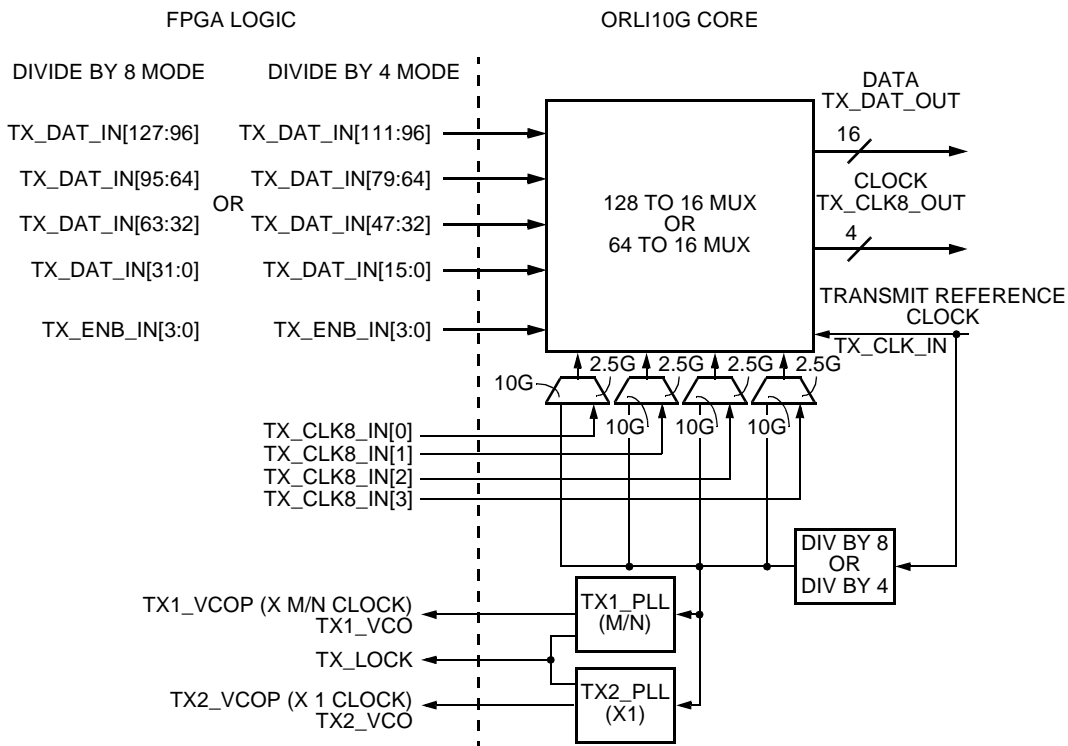 FPGA LOGIC
ORLI10G CORE
DIVIDE BY 8 MODE
DIVIDE BY 4 MODE
DATA
TX_DAT_OUT
TX_DAT_IN[127:96]
TX_DAT_IN[111:96]
16
TX_DAT_IN[95:64]
TX_DAT_IN[79:64]
CLOCK
TX_CLK8_OUT
OR
128 TO 16 MUX
OR
64 TO 16 MUX
TX_DAT_IN[63:32]
TX_DAT_IN[47:32]
4
TX_DAT_IN[31:0]
TX_DAT_IN[15:0]
TRANSMIT REFERENCE
CLOCK
TX_ENB_IN[3:0]
TX_ENB_IN[3:0]
TX_CLK_IN
2.5G
2.5G
2.5G
2.5G
10G
10G
10G
10G
TX_CLK8_IN[0]
TX_CLK8_IN[1]
TX_CLK8_IN[2]
TX_CLK8_IN[3]
DIV BY 8
OR
DIV BY 4
TX1_VCOP (X M/N CLOCK)
TX1_VCO
TX1_PLL
(M/N)
TX_LOCK
TX2_VCOP (X 1 CLOCK)
TX2_VCO
TX2_PLL
(X1)